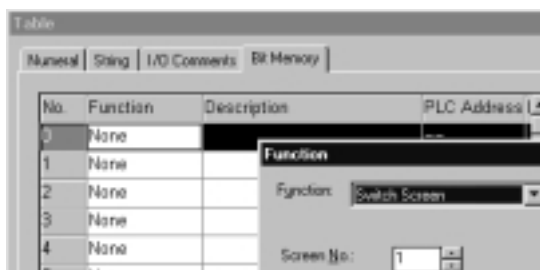 Table
Numeral String I/O Comments Bit Memory
No. Function Description PLC Address
0 None
Function
1 None
Function: Switch Screen
2 None
3 None
4 None
Screen No.: 1